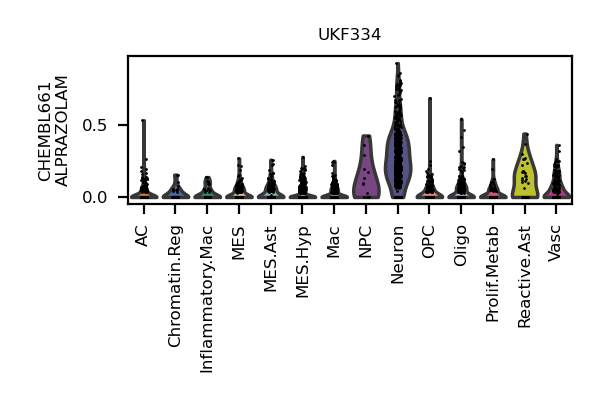 UKF334
CHEMBL661
ALPRAZOLAM
0.5
0.0
AC
Chromatin.Reg
Inflammatory.Mac
MES
MES.Ast
MES.Hyp
Mac
NPC
Neuron
OPC
Oligo
Prolif.Metab
Reactive.Ast
Vasc